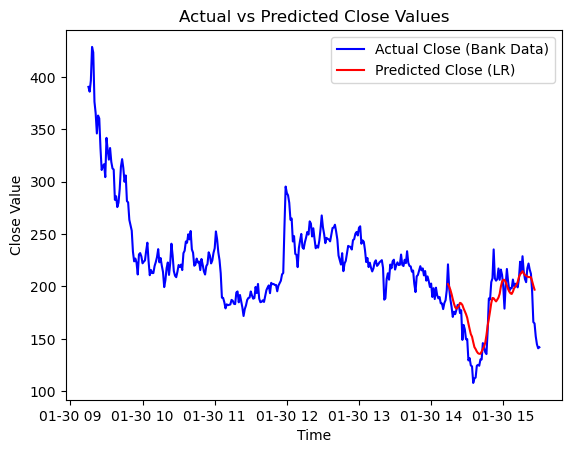 Actual vs Predicted Close Values
Actual Close (Bank Data)
Predicted Close (LR)
Close Value
400
350
300
250
200
150
100
01-30 09 01-30 10 01-30 11 01-30 12 01-30 13 01-30 14 01-30 15
Time